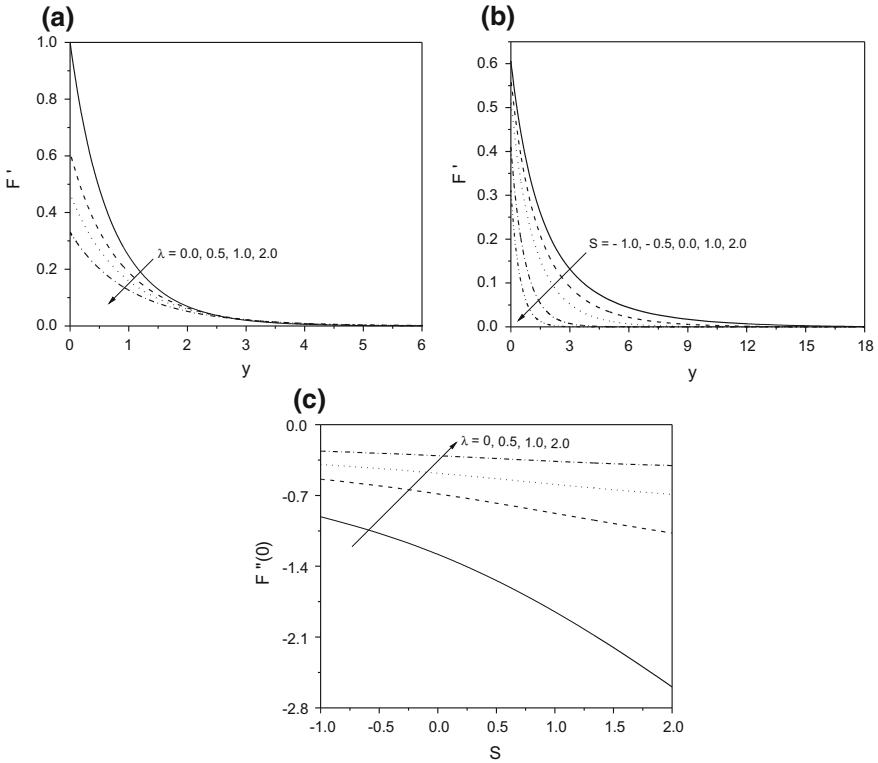 (a)
1.0
0.8
0.6
0.4
0.2
0.0
F '
λ = 0.0, 0.5, 1.0, 2.0
0 1 2 3 4 5 6
y
(b)
0.6
0.5
0.4
0.3
0.2
0.1
0.0
F '
S = - 1.0, - 0.5, 0.0, 1.0, 2.0
0 3 6 9 12 15 18
y
(c)
0.0
-0.7
-1.4
-2.1
-2.8
F "(0)
λ = 0, 0.5, 1.0, 2.0
-1.0 -0.5 0.0 0.5 1.0 1.5 2.0
S